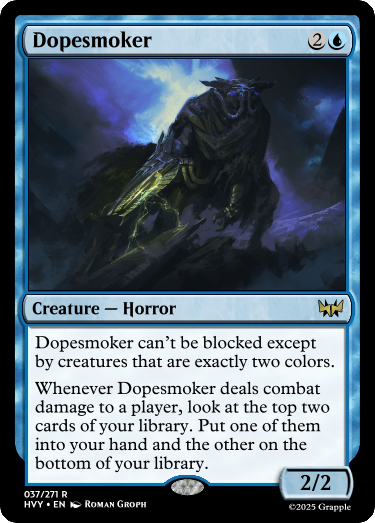 Dopesmoker 2
Creature — Horror
Dopesmoker can't be blocked except
by creatures that are exactly two colors.
Whenever Dopesmoker deals combat
damage to a player, look at the top two
cards of your library. Put one of them
into your hand and the other on the
bottom of your library.
2/2
037/271 R
HVY • EN Roman Groph
©2025 Grapple